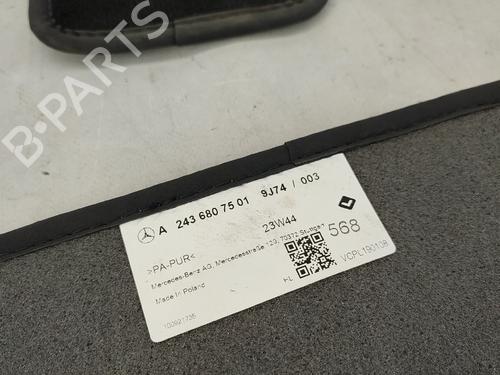 B-PARTS
A 243 680 75 01 9J74 / 003
23W44
>PA-PUR<
568
Mercedes-Benz AG, Mercedesstraße 120, 70372 Stuttgart
Made in Poland
HL
VCPL190108
100921735